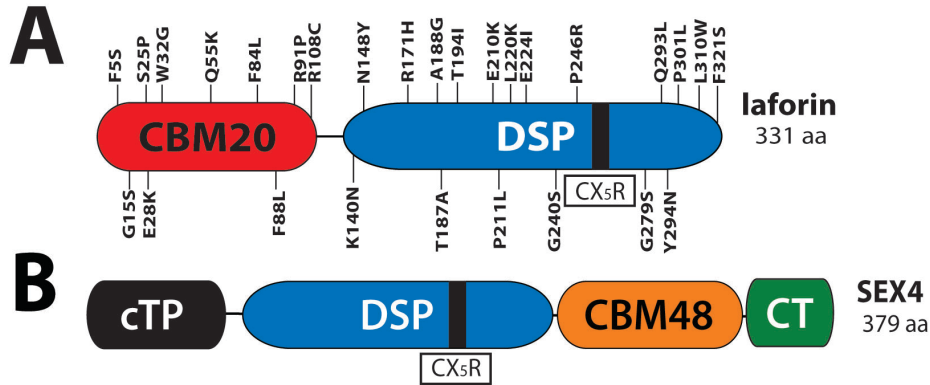 A
F5S
S25P
W32G
Q55K
F84L
R91P
R108C
N148Y
R171H
A188G
T194I
E210K
L220K
E224I
P246R
Q293L
P301L
L310W
F321S
CBM20
DSP
laforin
331 aa
CX₅R
G15S
E28K
F88L
K140N
T187A
P211L
G240S
G279S
Y294N
B
cTP
DSP
CBM48
CT
SEX4
379 aa
CX₅R